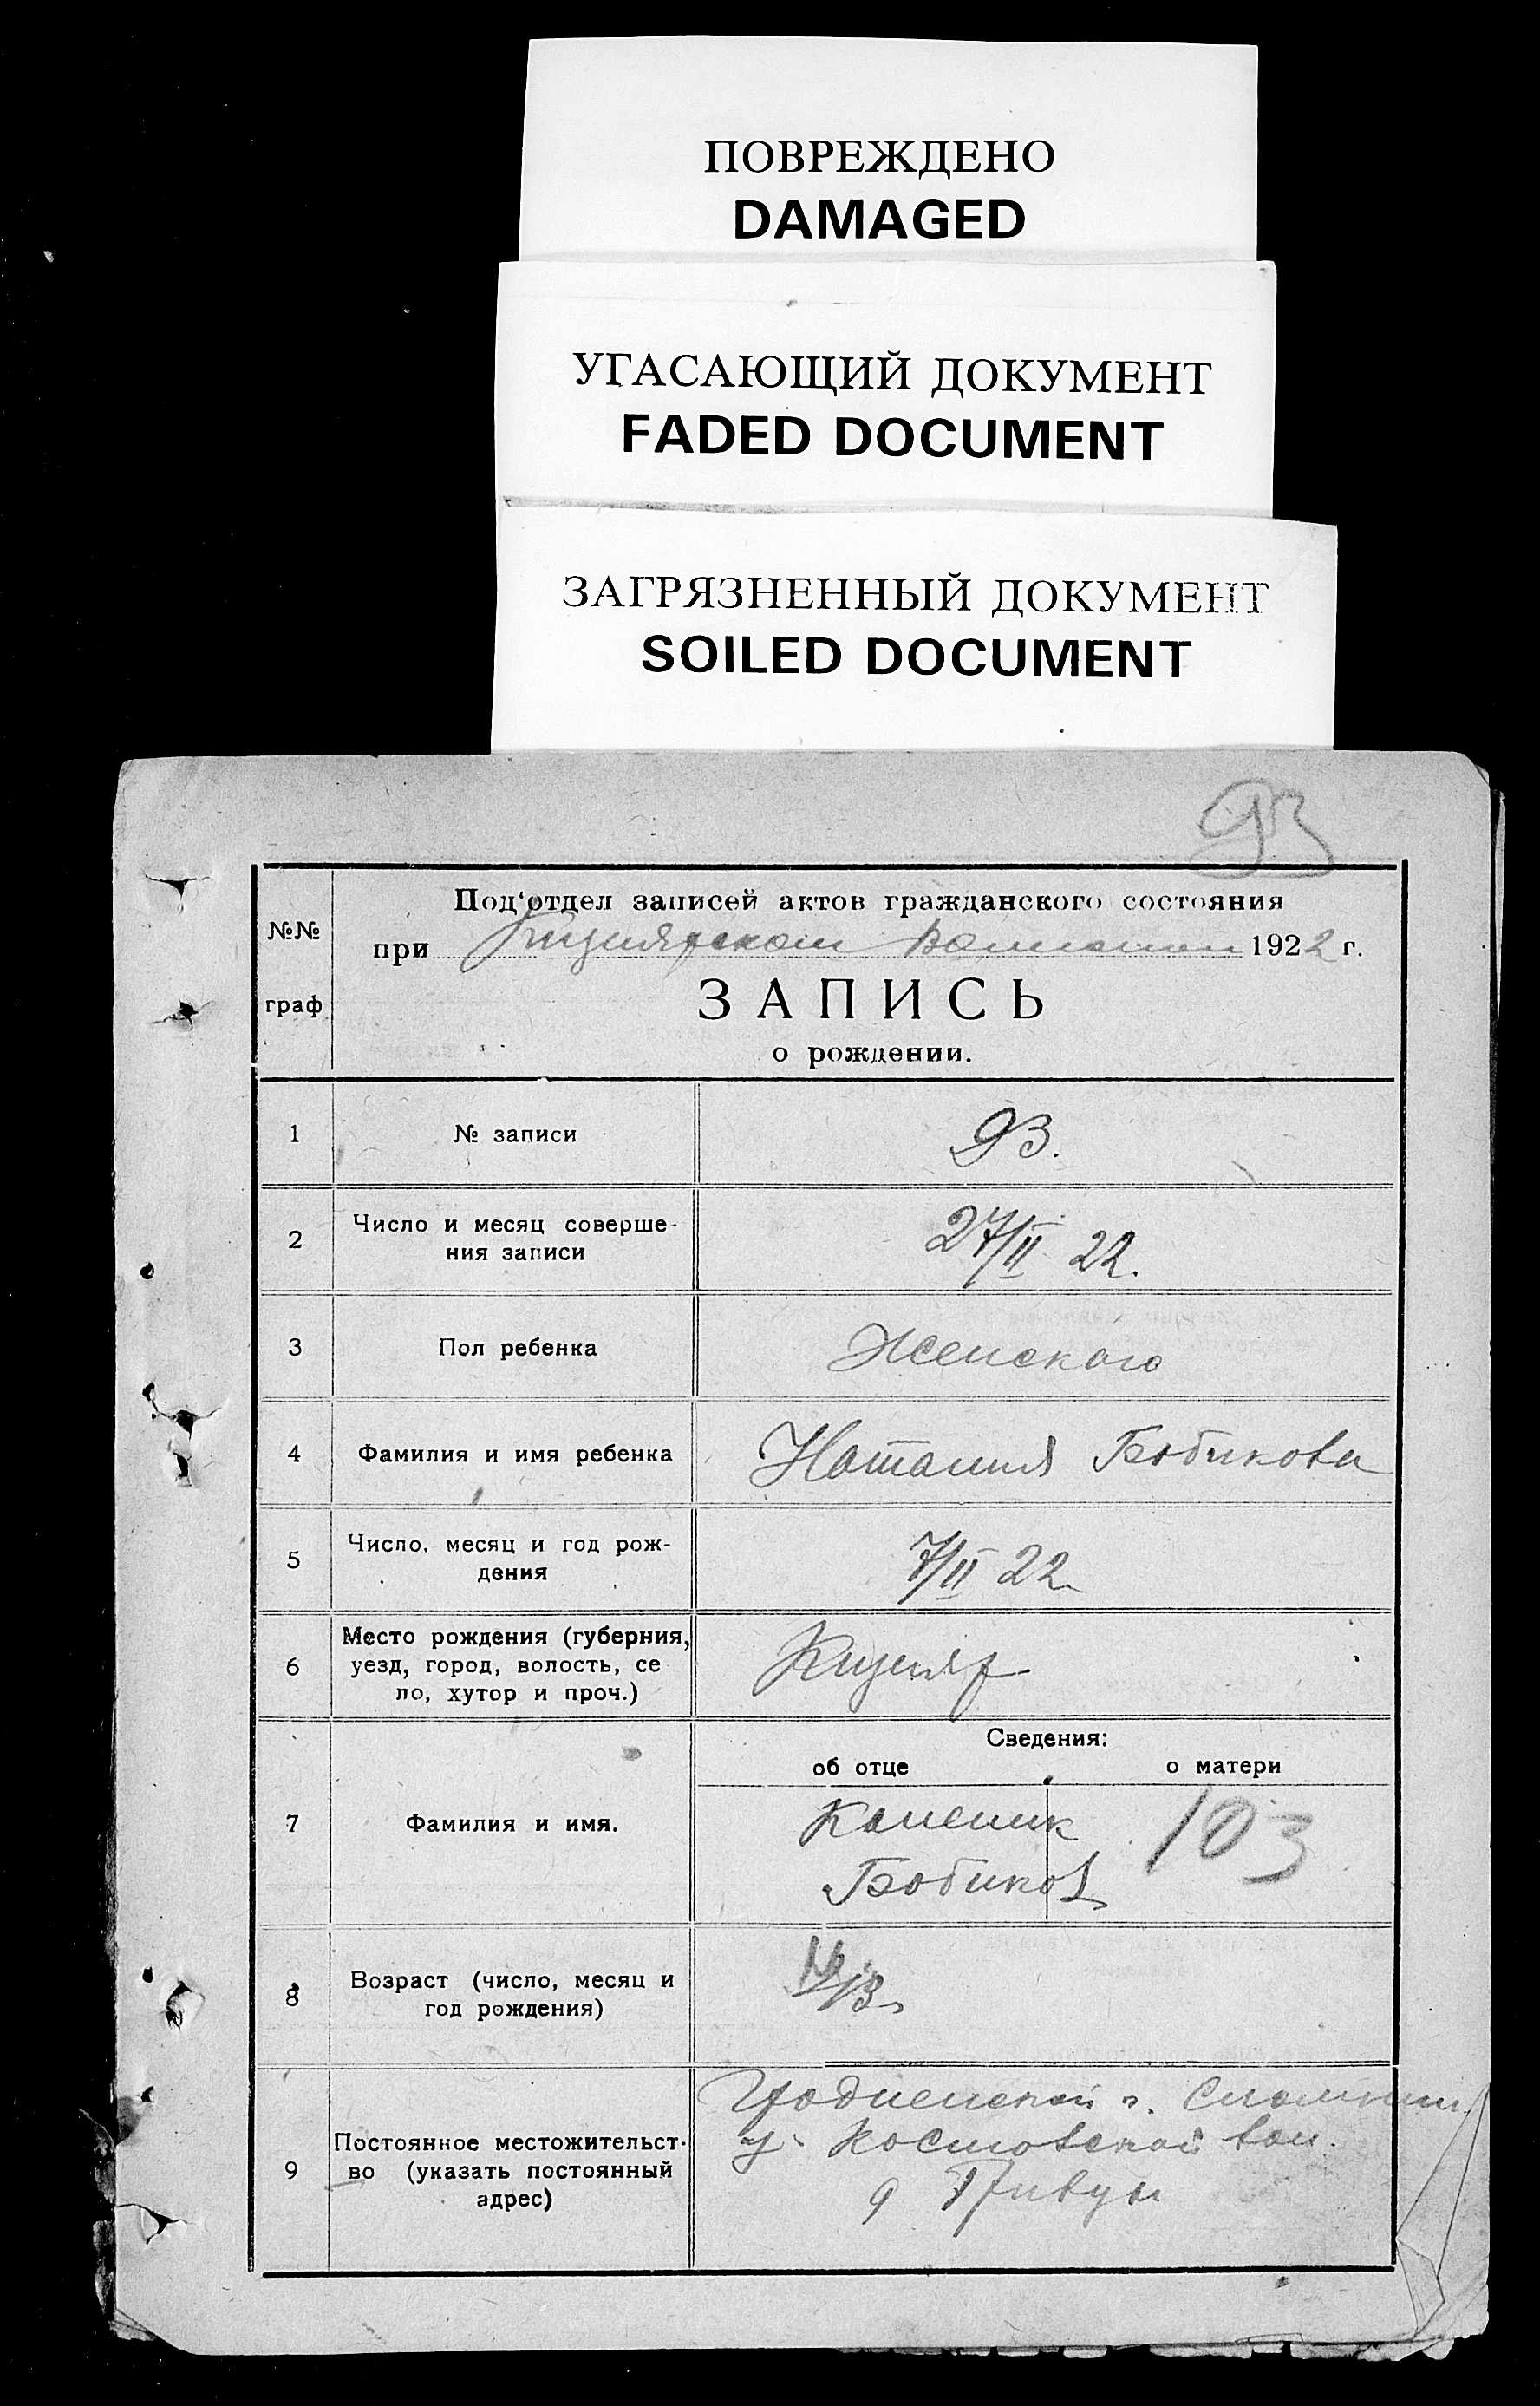 ПОВРЕЖДЕНО
DAMAGED
УГАСАЮЩИЙ ДОКУМЕНТ
FADED DOCUMENT
ЗАГРЯЗНЕННЫЙ ДОКУМЕНТ
SOILED DOCUMENT
93
№№
граф
Под'отдел записей актов гражданского состояния
при 1922 г.
ЗАПИСЬ
о рождении.
1 № записи 93.
2 Число и месяц соверше-
ния записи 27/II 22.
3 Пол ребенка Женского
4 Фамилия и имя ребенка Наталия Бобикова
5 Число, месяц и год рож-
дения 7/II 22.
6 Место рождения (губерния,
уезд, город, волость, се
ло, хутор и проч.) Кизияр
Сведения:
об отце о матери
7 Фамилия и имя.
Бобиков
103
8 Возраст (число, месяц и
год рождения)
9 Постоянное местожительст-
во (указать постоянный
адрес)
Гродненской г.
у. Костовской вол.
д